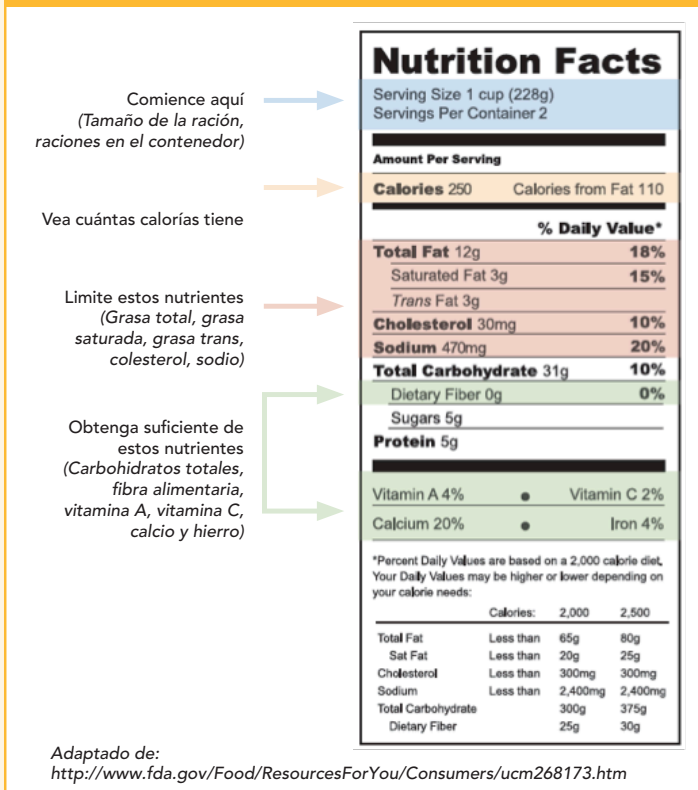 Comience aquí
(Tamaño de la ración,
raciones en el contenedor)
Vea cuántas calorías tiene
Limite estos nutrientes
(Grasa total, grasa
saturada, grasa trans,
colesterol, sodio)
Obtenga suficiente de
estos nutrientes
(Carbohidratos totales,
fibra alimentaria,
vitamina A, vitamina C,
calcio y hierro)
Nutrition Facts
Serving Size 1 cup (228g)
Servings Per Container 2
Amount Per Serving
Calories 250 Calories from Fat 110
% Daily Value*
Total Fat 12g 18%
Saturated Fat 3g 15%
Trans Fat 3g
Cholesterol 30mg 10%
Sodium 470mg 20%
Total Carbohydrate 31g 10%
Dietary Fiber 0g 0%
Sugars 5g
Protein 5g
Vitamin A 4% • Vitamin C 2%
Calcium 20% • Iron 4%
*Percent Daily Values are based on a 2,000 calorie diet.
Your Daily Values may be higher or lower depending on
your calorie needs:
Calories: 2,000 2,500
Total Fat Less than 65g 80g
Sat Fat Less than 20g 25g
Cholesterol Less than 300mg 300mg
Sodium Less than 2,400mg 2,400mg
Total Carbohydrate 300g 375g
Dietary Fiber 25g 30g
Adaptado de:
http://www.fda.gov/Food/ResourcesForYou/Consumers/ucm268173.htm